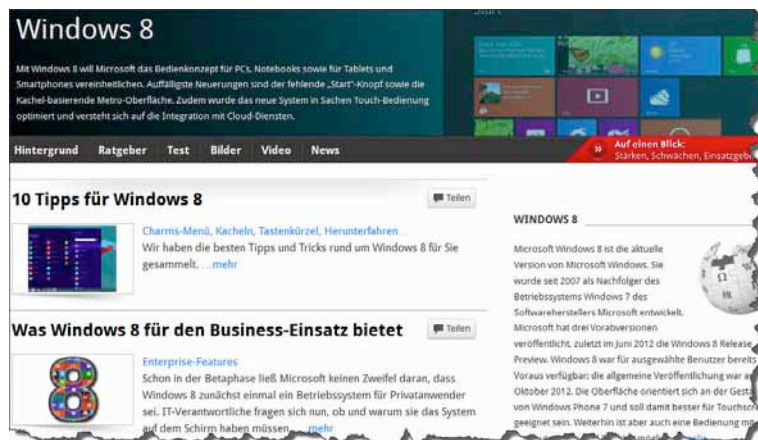 Windows 8
Mit Windows 8 will Microsoft das Bedienkonzept für PCs, Notebooks sowie für Tablets und
Smartphones vereinheitlichen. Auffälligste Neuerungen sind der fehlende „Start“-Knopf sowie die
Kachel-basierende Metro-Oberfläche. Zudem wurde das neue System in Sachen Touch-Bedienung
optimiert und versteht sich auf die Integration mit Cloud-Diensten.
Start
Hintergrund Ratgeber Test Bilder Video News
Auf einen Blick:
Stärken, Schwächen,
10 Tipps für Windows 8
Teilen
Charms-Menü, Kacheln, Tastenkürzel, Herunterfahren ...
Wir haben die besten Tipps und Tricks rund um Windows 8 für Sie
gesammelt. ... mehr
Was Windows 8 für den Business-Einsatz bietet
Teilen
8
Enterprise-Features
Schon in der Betaphase ließ Microsoft keinen Zweifel daran, dass
Windows 8 zunächst einmal ein Betriebssystem für Privatanwender
sei. IT-Verantwortliche fragen sich nun, ob und warum sie das System
auf dem Schirm haben müssen. ... mehr
WINDOWS 8
Microsoft Windows 8 ist die aktuelle
Version von Microsoft Windows. Sie
wurde seit 2007 als Nachfolger des
Betriebssystems Windows 7 des
Softwareherstellers Microsoft entwickelt.
Microsoft hat drei Vorabversionen
veröffentlicht, zuletzt im Juni 2012 die Windows 8 Release
Preview. Windows 8 war für ausgewählte Benutzer bereits
Voraus verfügbar; die allgemeine Veröffentlichung war
Oktober 2012. Die Oberfläche orientiert sich an der
von Windows Phone 7 und soll damit besser für
geeignet sein. Weiterhin ist aber auch eine Bedienung